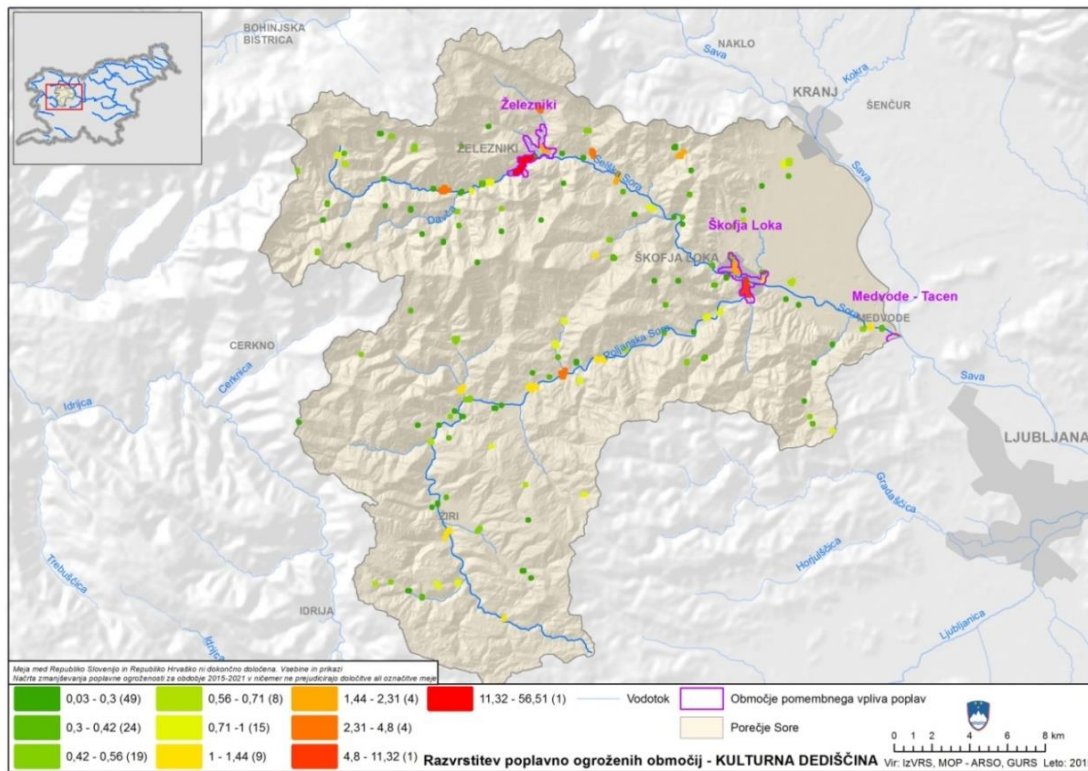 BOHINJSKA
BISTRICA
NAKLO
Sava
Kokra
KRANJ
ŠENČUR
Železniki
ŽELEZNIKI
Selška Sora
Sava
Davča
Škofja Loka
ŠKOFJA LOKA
Medvode - Tacen
Sora
MEDVODE
Poljanska Sora
CERKNO
Cerknica
Sava
Idrijca
LJUBLJANA
Gradaščica
ŽIRI
Horjuščica
Trebuščica
IDRIJA
Idrijca
Ljubljanica
Meja med Republiko Slovenijo in Republiko Hrvaško ni dokončno določena. Vsebine in prikazi
Načrta zmanjševanja poplavne ogroženosti za obdobje 2015-2021 v ničemer ne prejudicirajo določitve ali označitve meje
0,03 - 0,3 (49)
0,3 - 0,42 (24)
0,42 - 0,56 (19)
0,56 - 0,71 (8)
0,71 -1 (15)
1 - 1,44 (9)
1,44 - 2,31 (4)
2,31 - 4,8 (4)
4,8 - 11,32 (1)
11,32 - 56,51 (1)
Vodotok
Območje pomembnega vpliva poplav
Porečje Sore
Razvrstitev poplavno ogroženih območij - KULTURNA DEDIŠČINA
0 1 2 4 6 8 km
Vir: IzVRS, MOP - ARSO, GURS Leto: